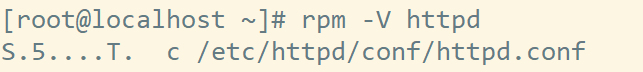 [root@localhost ~]# rpm -V httpd
S.5....T.  c /etc/httpd/conf/httpd.conf